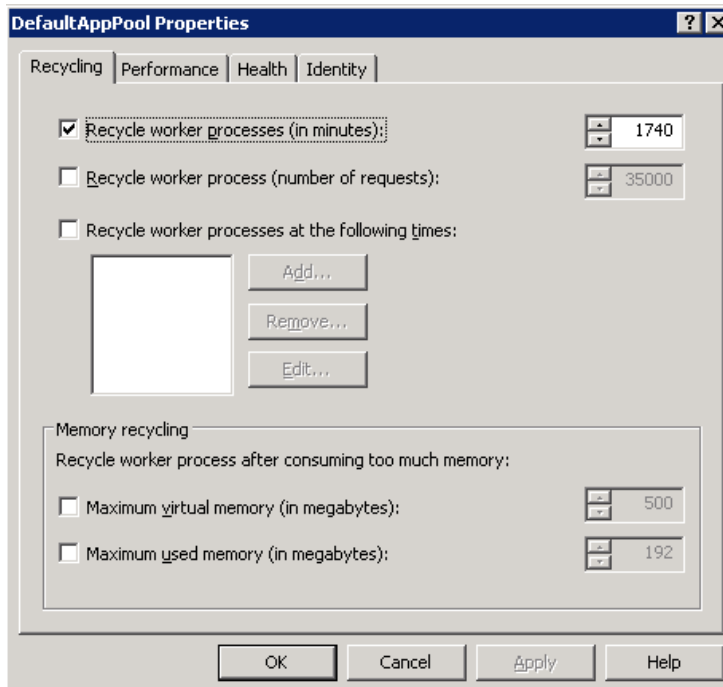 DefaultAppPool Properties
Recycling Performance Health Identity
Recycle worker processes (in minutes): 1740
Recycle worker process (number of requests): 35000
Recycle worker processes at the following times:
Add...
Remove...
Edit...
Memory recycling
Recycle worker process after consuming too much memory:
Maximum virtual memory (in megabytes): 500
Maximum used memory (in megabytes): 192
OK Cancel Apply Help